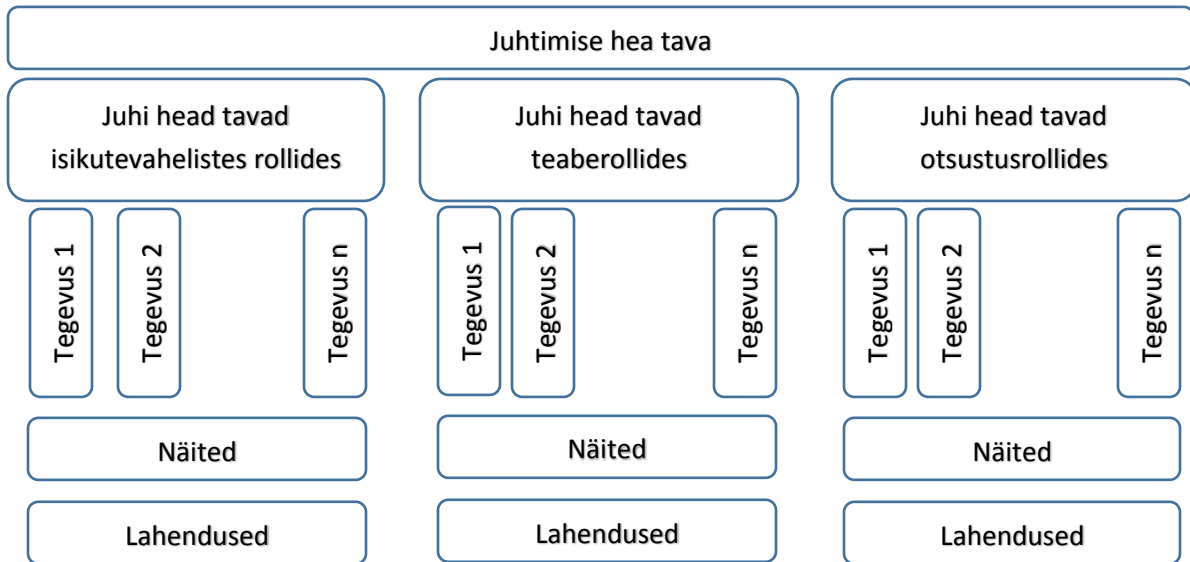 Juhtimise hea tava
Juhi head tavad
isikutevahelistes rollides
Juhi head tavad
teaberollides
Juhi head tavad
otsustusrollides
Tegevus 1
Tegevus 2
Tegevus n
Tegevus 1
Tegevus 2
Tegevus n
Tegevus 1
Tegevus 2
Tegevus n
Näited
Näited
Näited
Lahendused
Lahendused
Lahendused